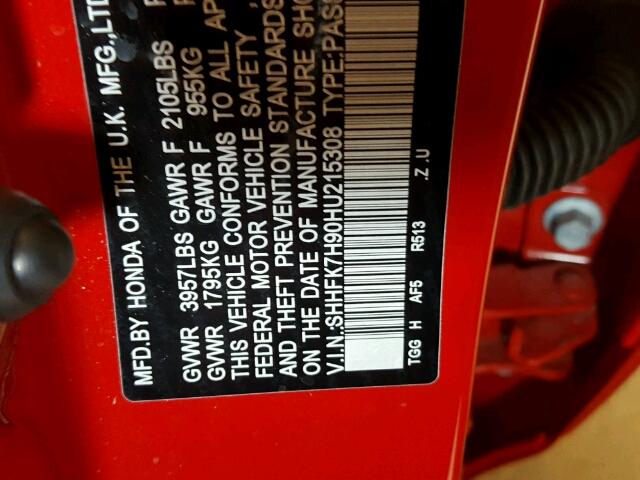 MFD.BY HONDA OF THE U.K. MFG.,LTD
GVWR 3957LBS GAWR F 2105LBS
GVWR 1795KG GAWR F 955KG
THIS VEHICLE CONFORMS TO ALL AP
FEDERAL MOTOR VEHICLE SAFETY ,
AND THEFT PREVENTION STANDARDS
ON THE DATE OF MANUFACTURE SHO
V.I.N.:SHHFK7H90HU215308 TYPE:PASS
TGG H AF5 R513 .Z .U